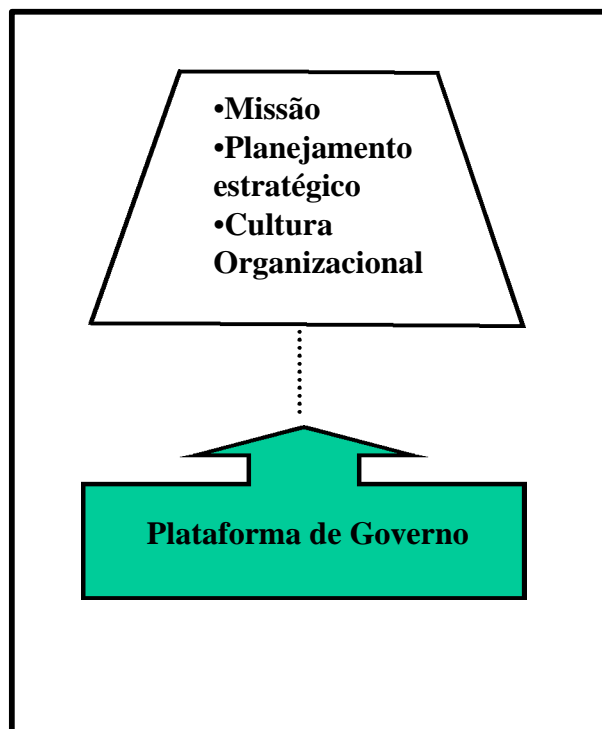 •Missão
•Planejamento
estratégico
•Cultura
Organizacional
Plataforma de Governo